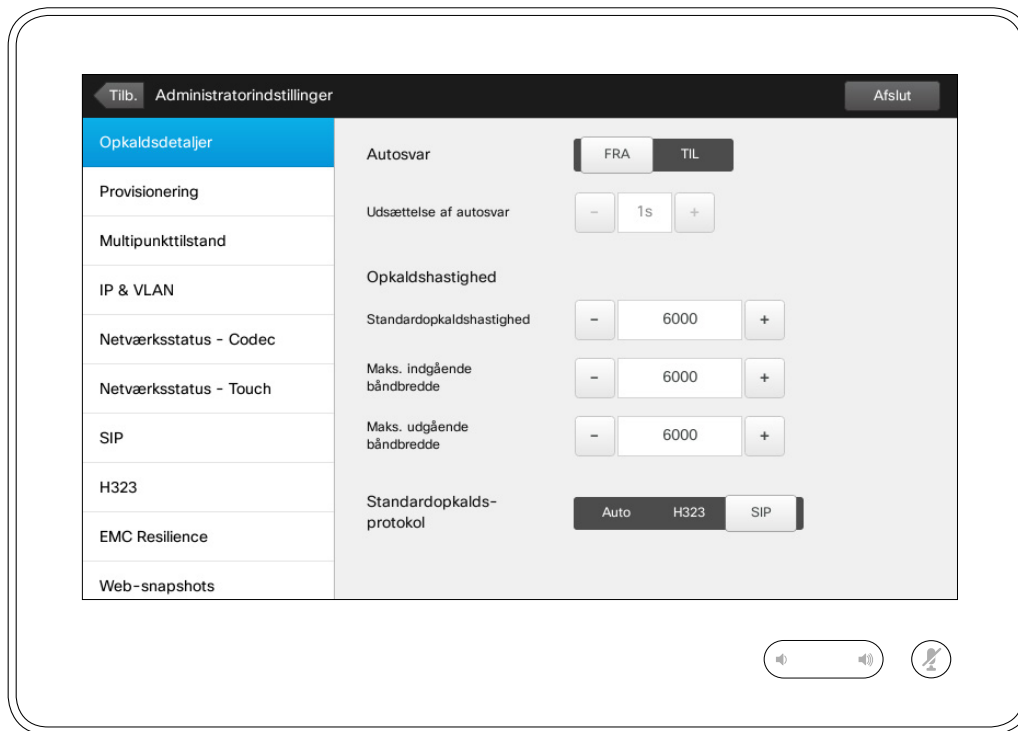 Tilb. Administratorindstillinger Afslut
Opkaldsdetaljer
Provisionering
Multipunkttilstand
IP & VLAN
Netværksstatus - Codec
Netværksstatus - Touch
SIP
H323
EMC Resilience
Web-snapshots
Autosvar FRA TIL
Udsættelse af autosvar - 1s +
Opkaldshastighed
Standardopkaldshastighed - 6000 +
Maks. indgående
båndbredde - 6000 +
Maks. udgående
båndbredde - 6000 +
Standardopkalds-
protokol Auto H323 SIP